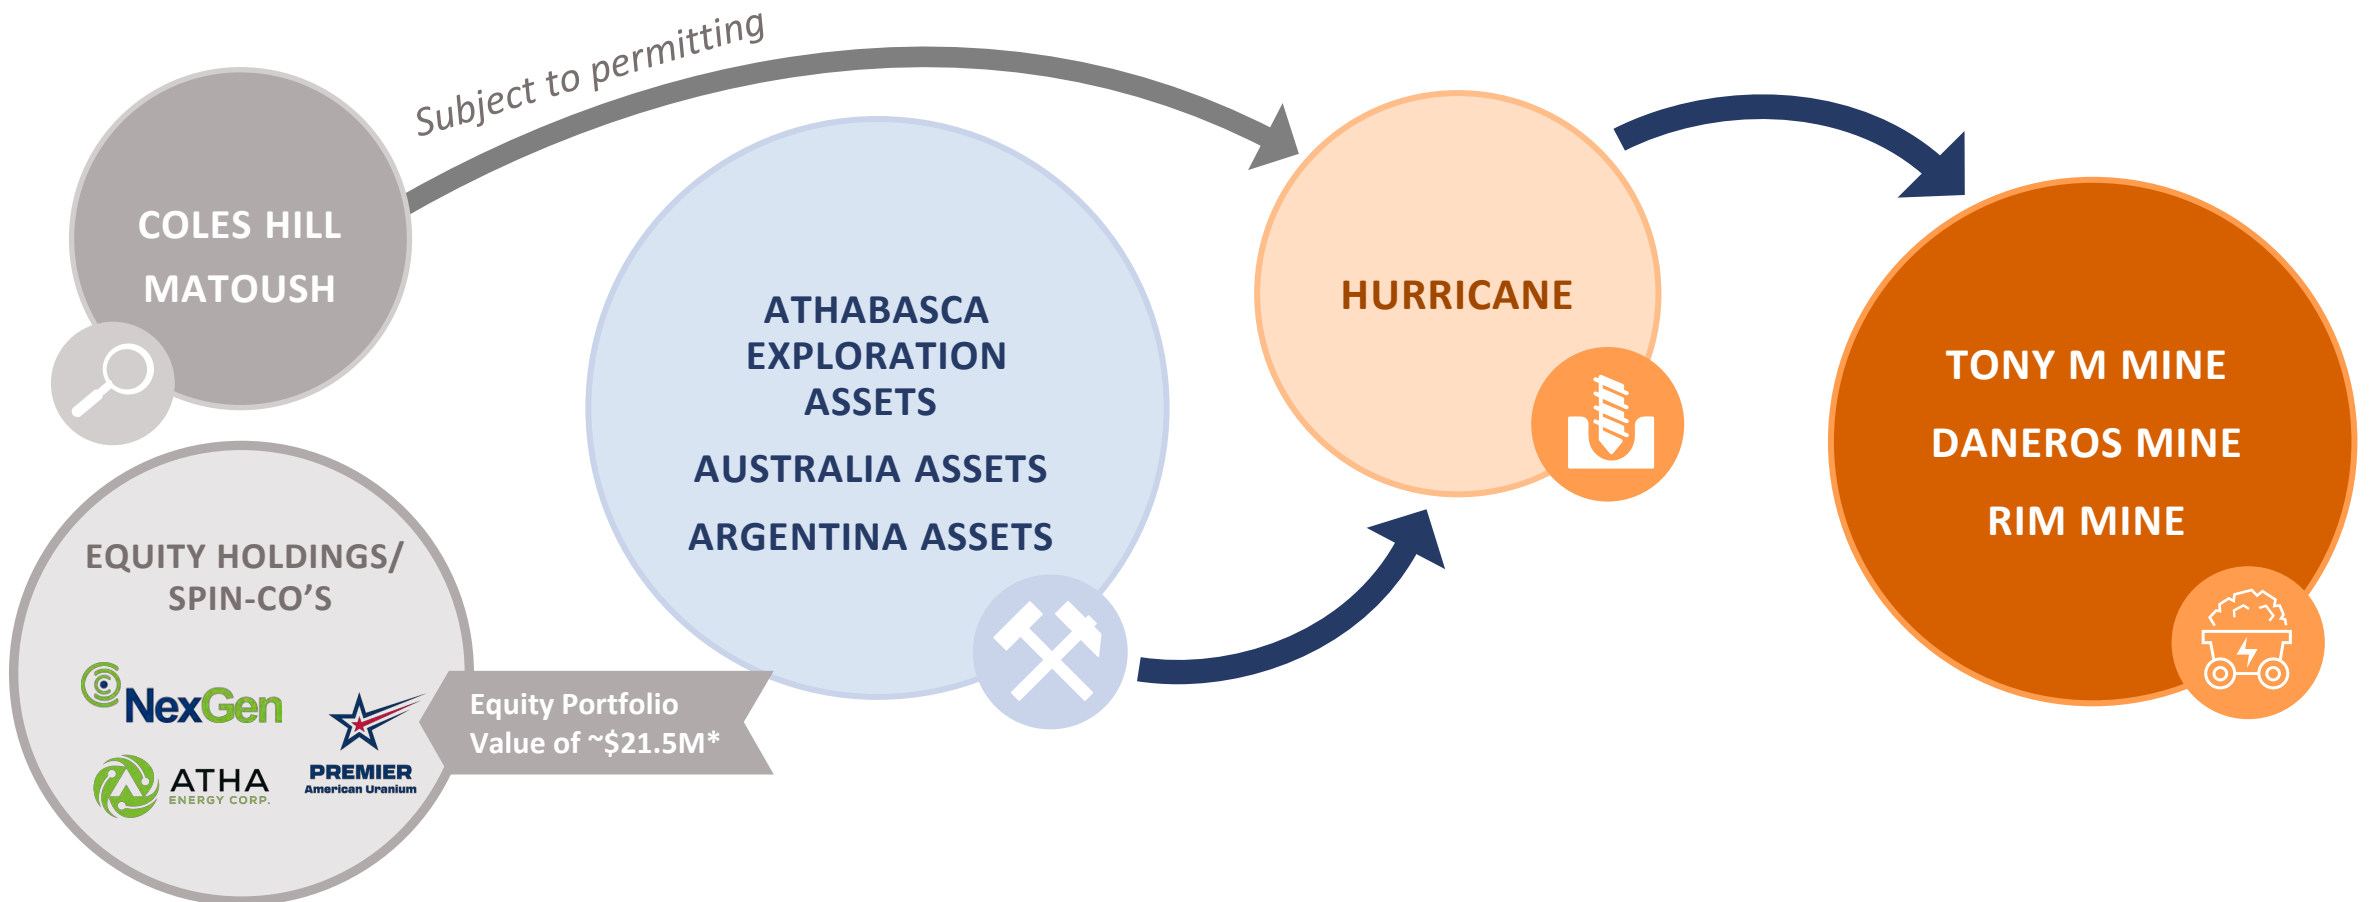 Subject to permitting
COLES HILL
MATOUSH
EQUITY HOLDINGS/
SPIN-CO’S
NexGen
ATHA
ENERGY CORP.
PREMIER
American Uranium
Equity Portfolio
Value of ~$21.5M*
ATHABASCA
EXPLORATION
ASSETS
AUSTRALIA ASSETS
ARGENTINA ASSETS
HURRICANE
TONY M MINE
DANEROS MINE
RIM MINE